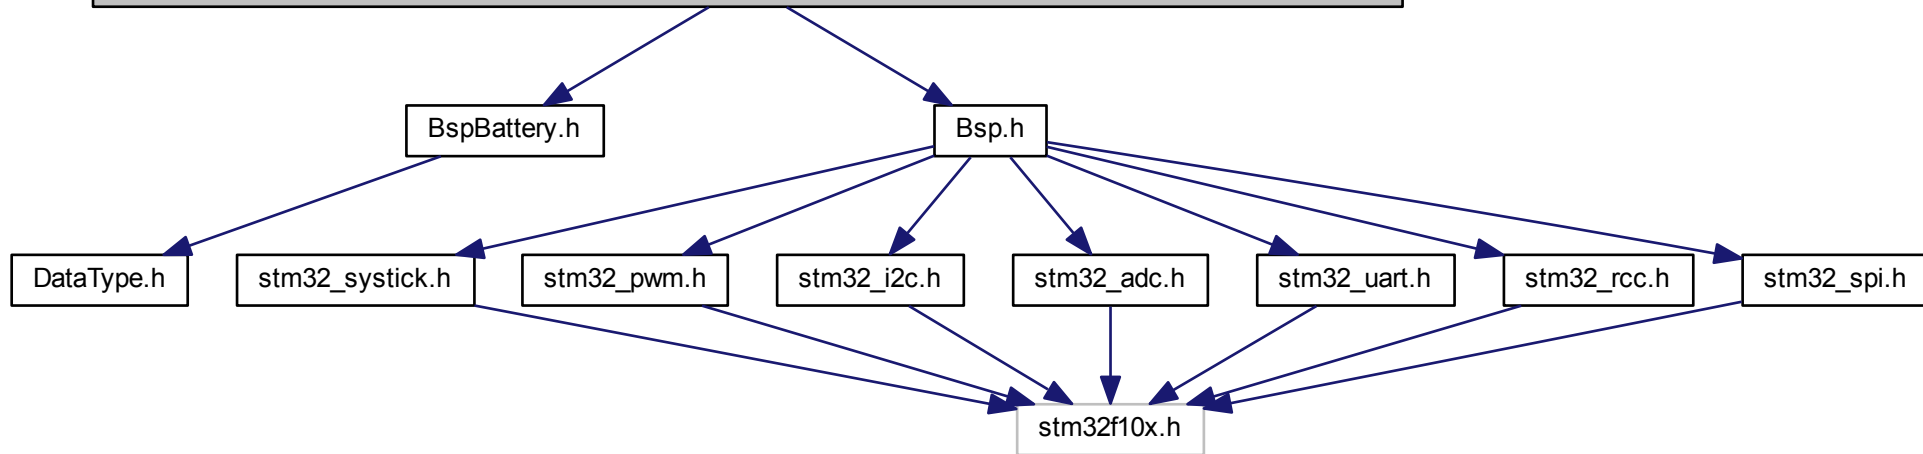 BspBattery.h
Bsp.h
DataType.h
stm32_systick.h
stm32_pwm.h
stm32_i2c.h
stm32_adc.h
stm32_uart.h
stm32_rcc.h
stm32_spi.h
stm32f10x.h